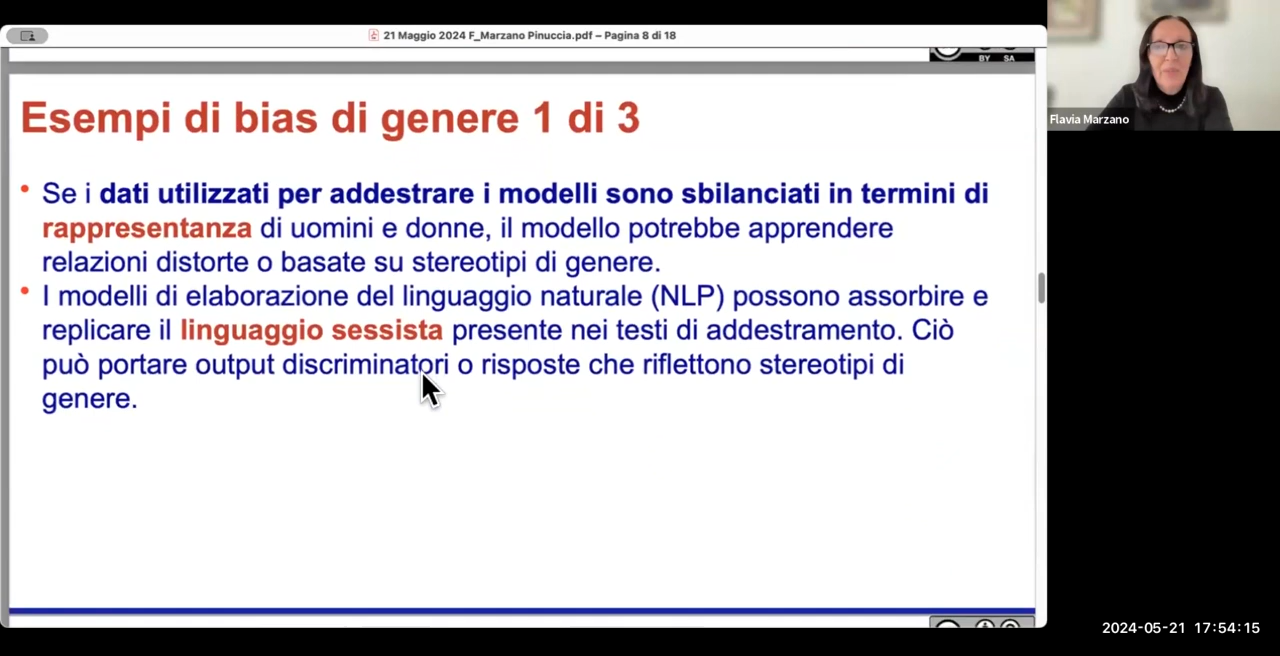 21 Maggio 2024 F_Marzano Pinuccia.pdf – Pagina 8 di 18
BY SA
Esempi di bias di genere 1 di 3
• Se i dati utilizzati per addestrare i modelli sono sbilanciati in termini di
rappresentanza di uomini e donne, il modello potrebbe apprendere
relazioni distorte o basate su stereotipi di genere.
• I modelli di elaborazione del linguaggio naturale (NLP) possono assorbire e
replicare il linguaggio sessista presente nei testi di addestramento. Ciò
può portare output discriminatori o risposte che riflettono stereotipi di
genere.
Flavia Marzano
2024-05-21 17:54:15